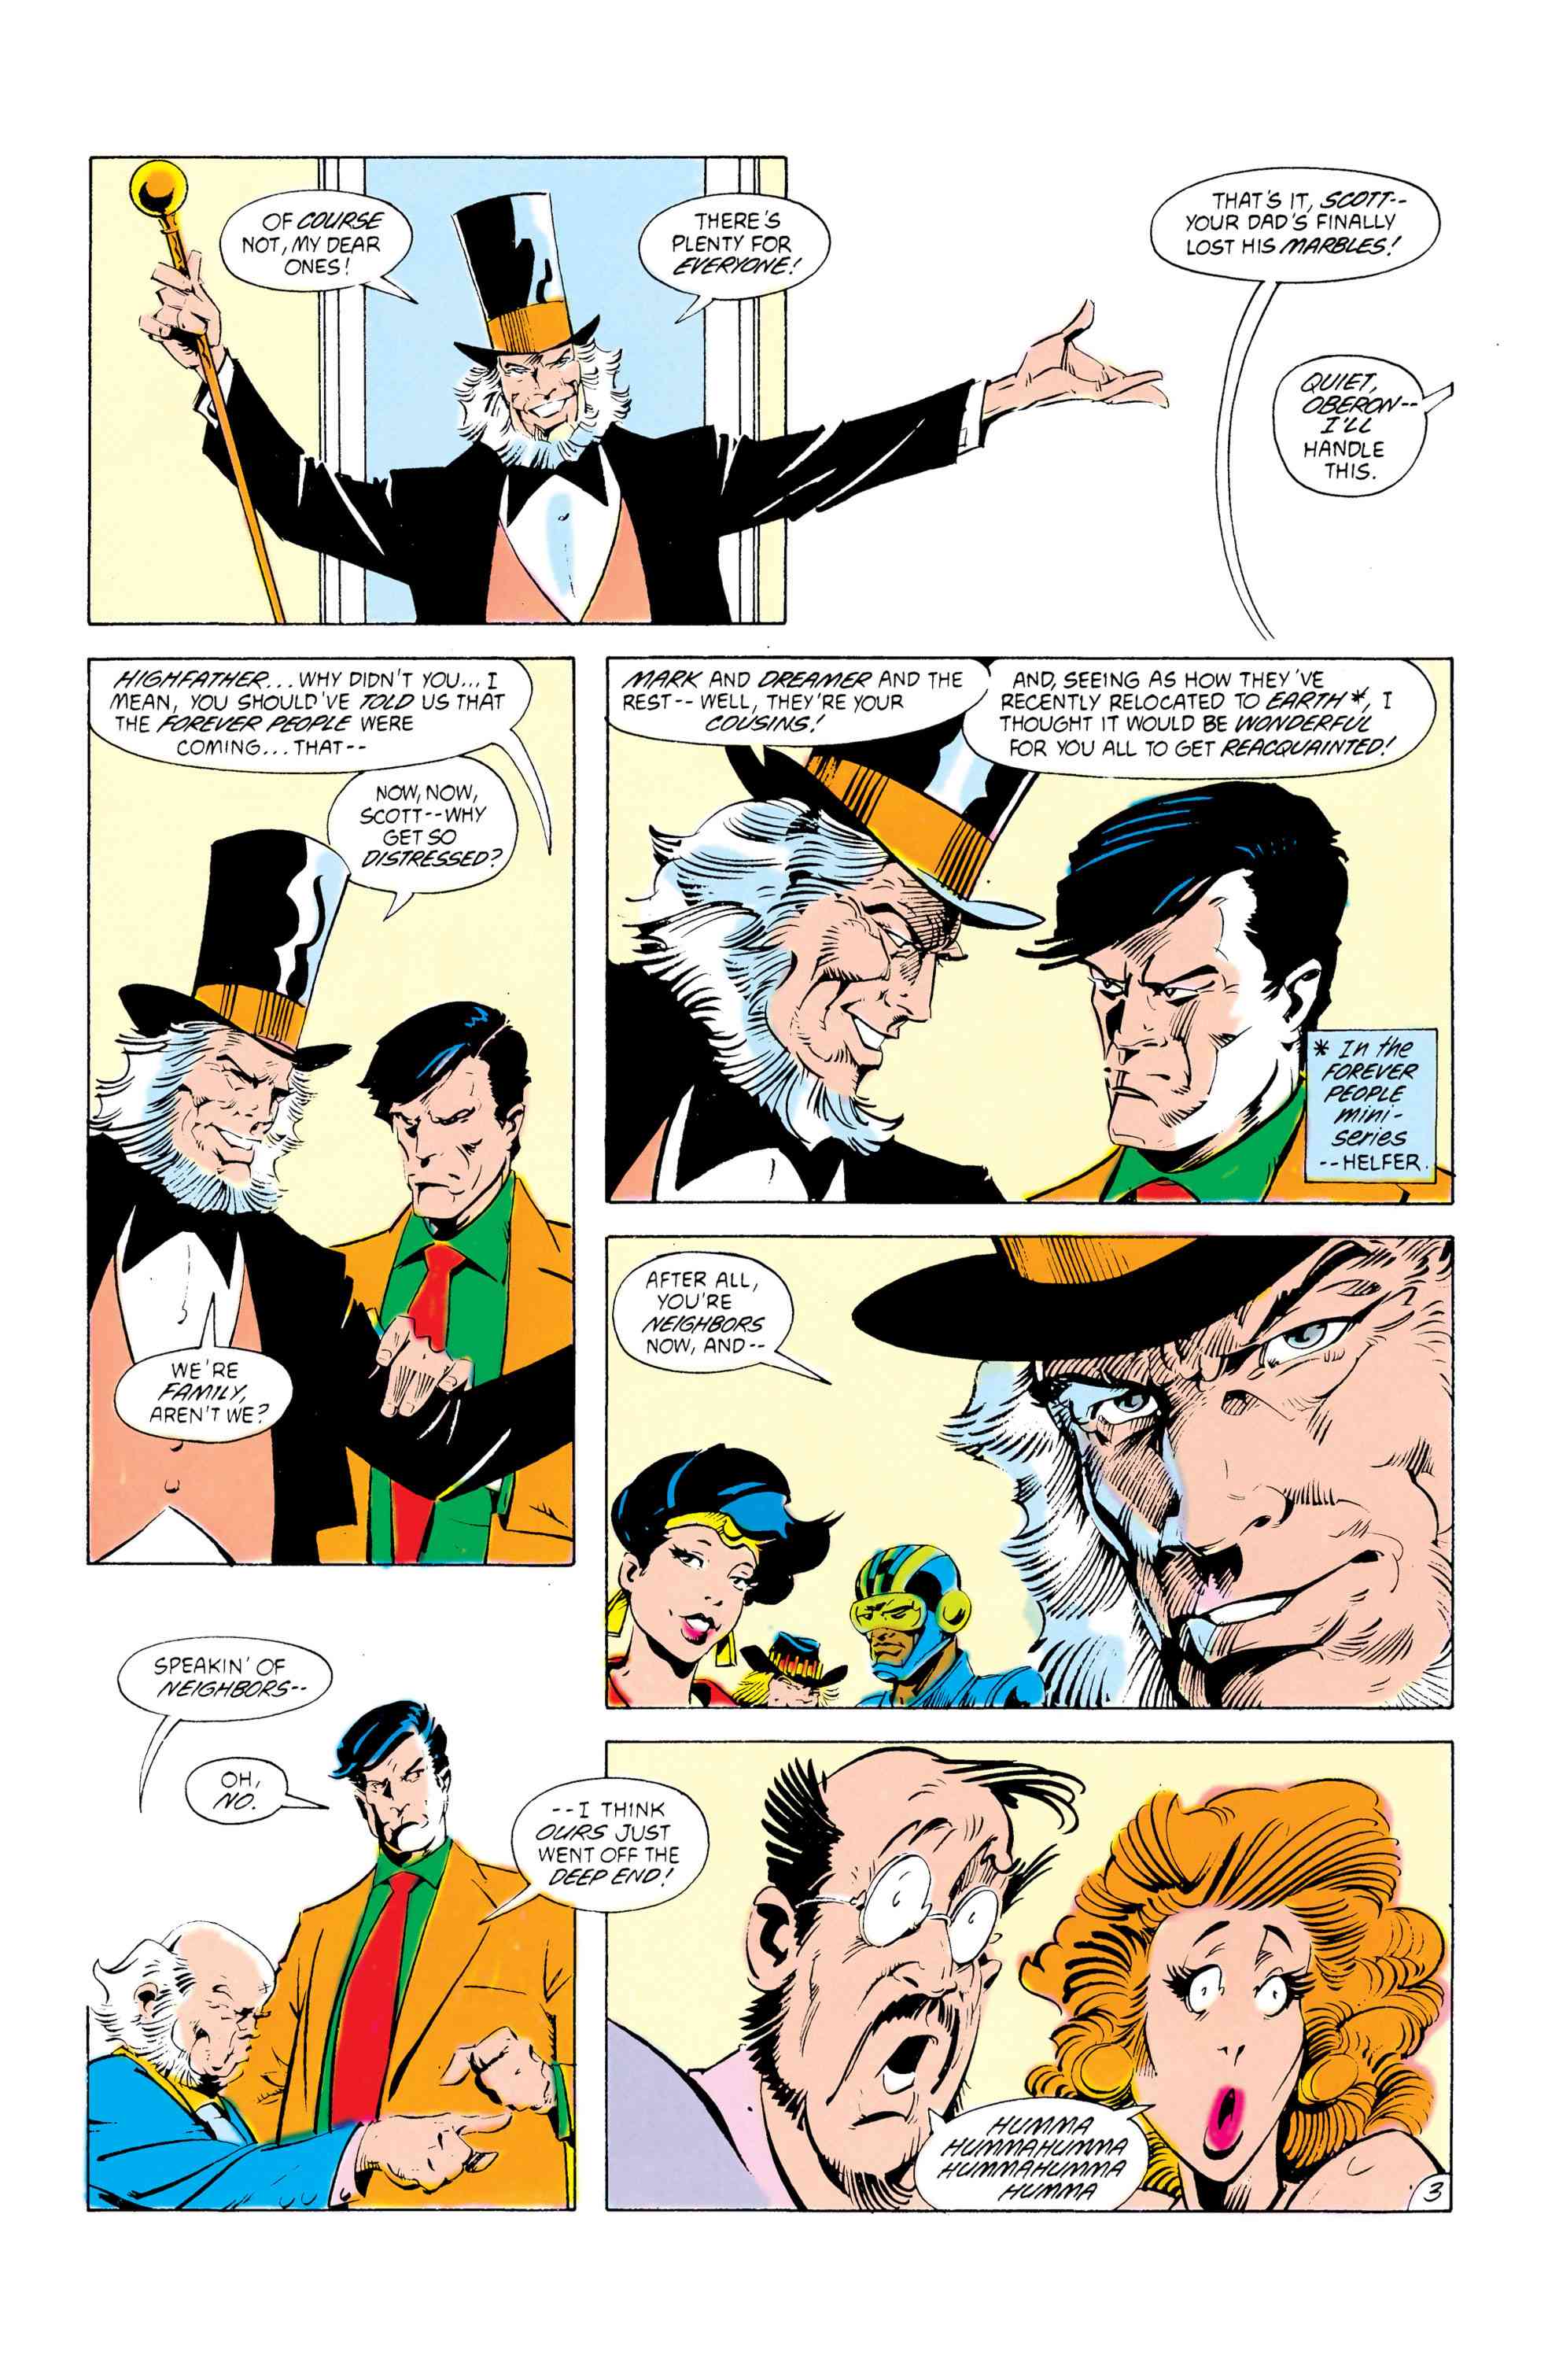 OF COURSE
NOT, MY DEAR
ONES!
THERE'S
PLENTY FOR
EVERYONE!
THAT'S IT, SCOTT--
YOUR DAD'S FINALLY
LOST HIS MARBLES!
QUIET,
OBERON--
I'LL
HANDLE
THIS.
HIGHFATHER...WHY DIDN'T YOU...I
MEAN, YOU SHOULD'VE TOLD US THAT
THE FOREVER PEOPLE WERE
COMING...THAT--
NOW, NOW,
SCOTT--WHY
GET SO
DISTRESSED?
WE'RE
FAMILY,
AREN'T WE?
MARK AND DREAMER AND THE
REST--WELL, THEY'RE YOUR
COUSINS!
AND, SEEING AS HOW THEY'VE
RECENTLY RELOCATED TO EARTH*, I
THOUGHT IT WOULD BE WONDERFUL
FOR YOU ALL TO GET REACQUAINTED!
* In the
FOREVER
PEOPLE
mini-
series
--HELFER.
AFTER ALL,
YOU'RE
NEIGHBORS
NOW, AND--
SPEAKIN' OF
NEIGHBORS--
OH,
NO.
--I THINK
OURS JUST
WENT OFF THE
DEEP END!
HUMMA
HUMMAHUMMA
HUMMAHUMMA
HUMMA
3